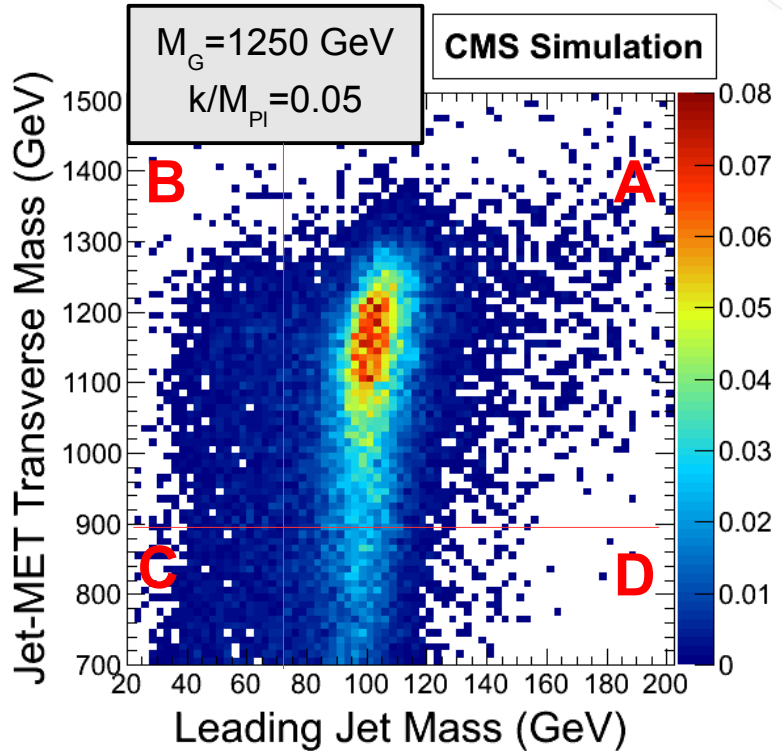 M_G=1250 GeV
k/M_Pl=0.05
CMS Simulation
Jet-MET Transverse Mass (GeV)
1500
1400
1300
1200
1100
1000
900
800
700
B
A
C
D
0.08
0.07
0.06
0.05
0.04
0.03
0.02
0.01
0
20 40 60 80 100 120 140 160 180 200
Leading Jet Mass (GeV)